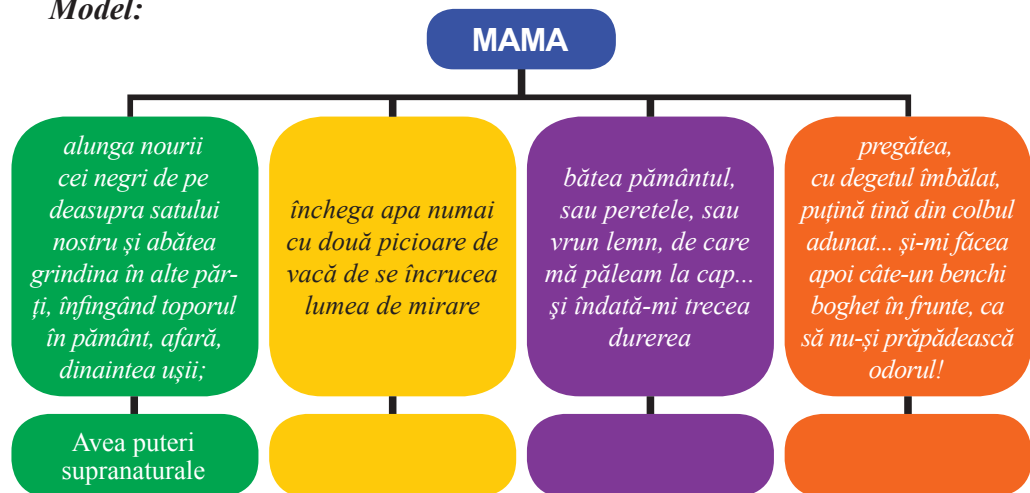 Model:
MAMA
alunga nourii
cei negri de pe
deasupra satului
nostru și abătea
grindina în alte păr-
ți, înfingând toporul
în pământ, afară,
dinaintea ușii;
închega apa numai
cu două picioare de
vacă de se încrucea
lumea de mirare
bătea pământul,
sau peretele, sau
vrun lemn, de care
mă păleam la cap...
şi îndată-mi trecea
durerea
pregătea,
cu degetul îmbălat,
puțină tină din colbul
adunat... și-mi făcea
apoi câte-un benchi
boghet în frunte, ca
să nu-și prăpădească
odorul!
Avea puteri
supranaturale